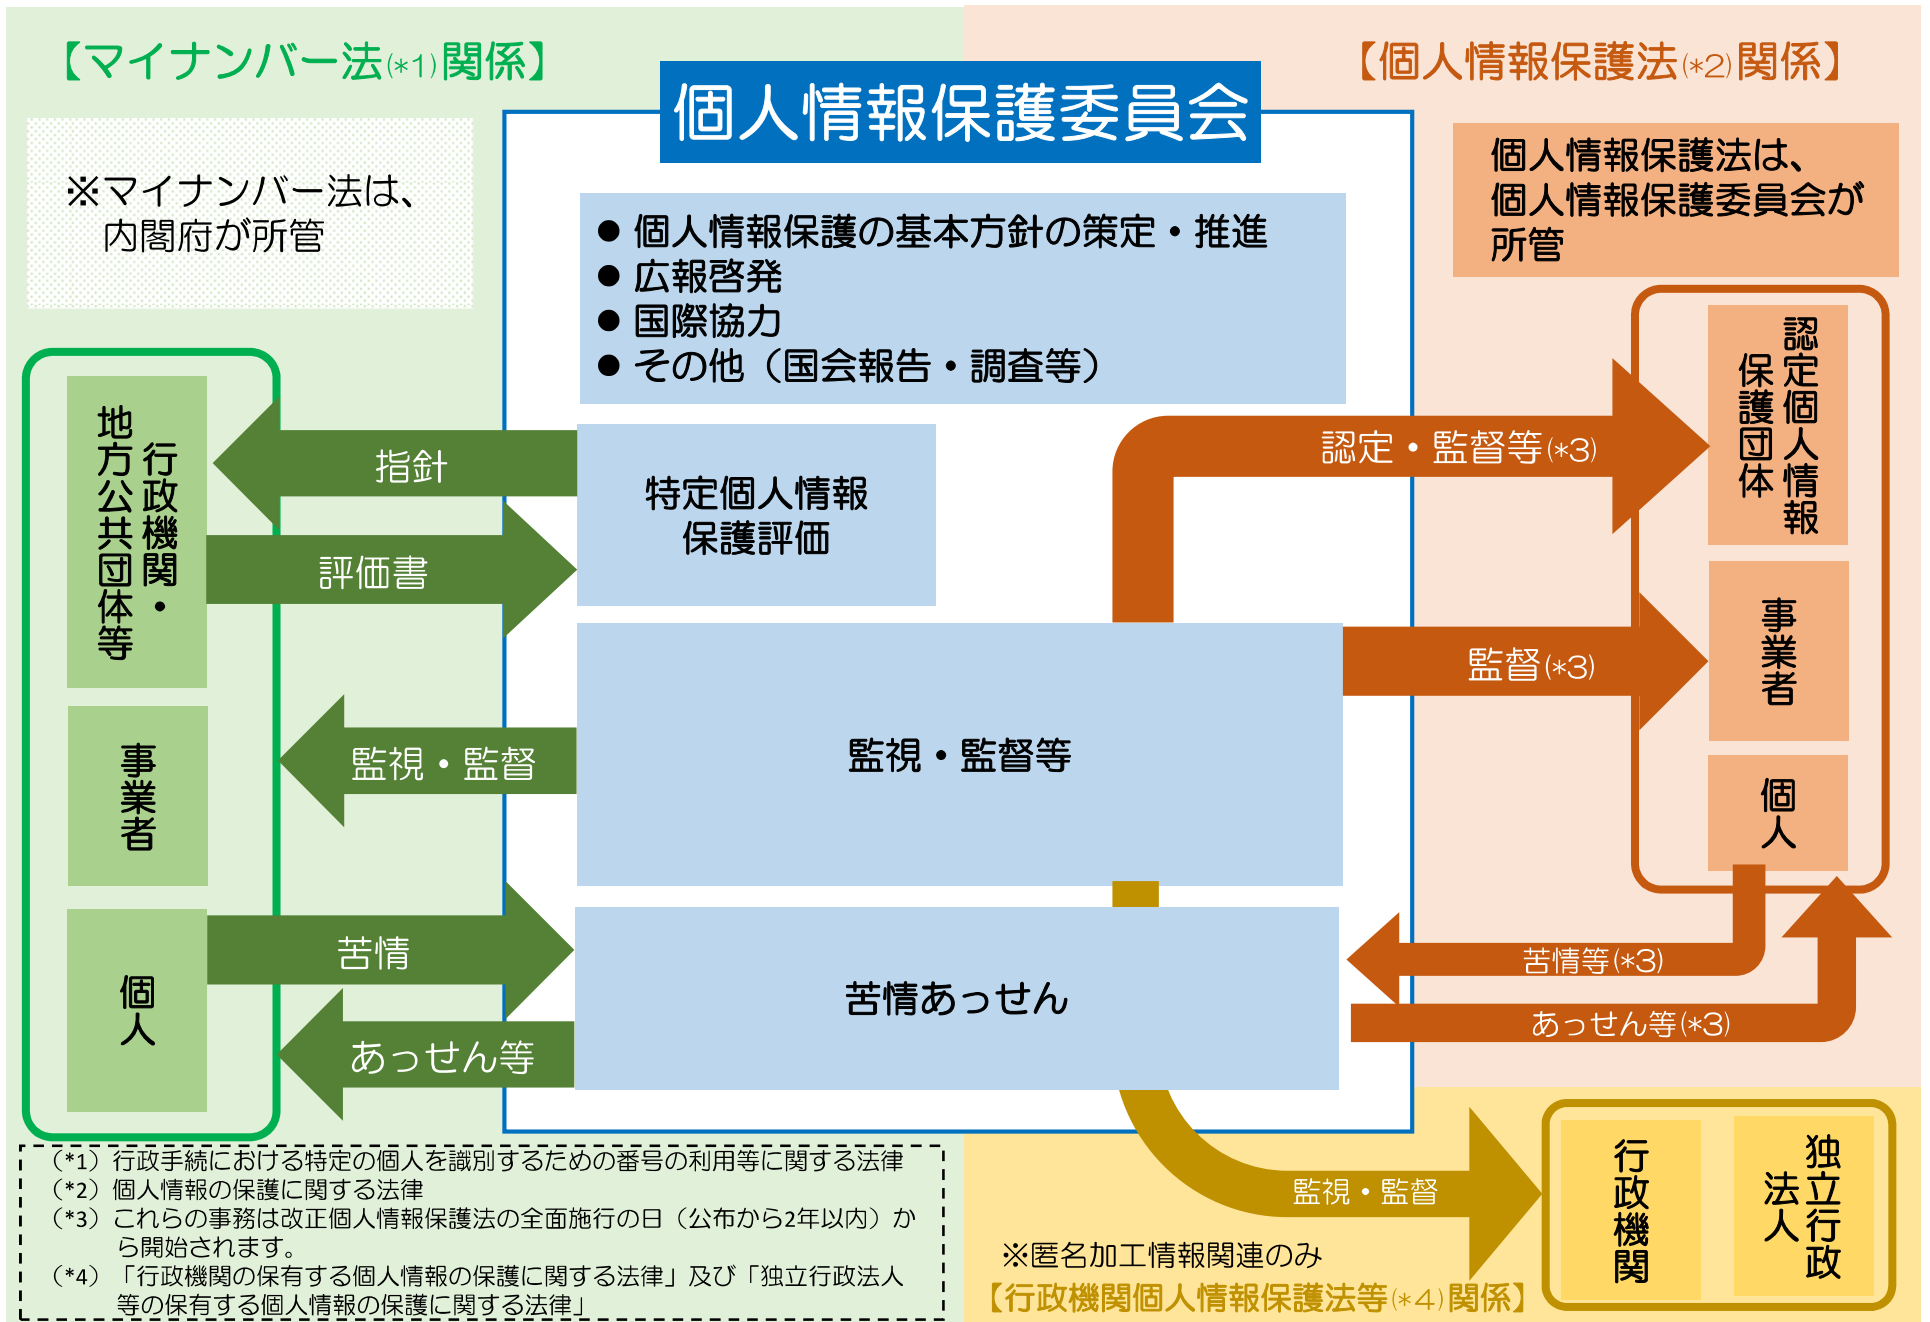 【マイナンバー法(*1)関係】
※マイナンバー法は、
内閣府が所管
個人情報保護委員会
● 個人情報保護の基本方針の策定・推進
● 広報啓発
● 国際協力
● その他（国会報告・調査等）
【個人情報保護法(*2)関係】
個人情報保護法は、
個人情報保護委員会が
所管
行政機関・
地方公共団体等
事業者
個人
指針
評価書
監視・監督
苦情
あっせん等
特定個人情報
保護評価
監視・監督等
苦情あっせん
認定・監督等(*3)
監督(*3)
苦情等(*3)
あっせん等(*3)
認定個人情報
保護団体
事業者
個人
監視・監督
行政機関
独立行政
法人
※匿名加工情報関連のみ
【行政機関個人情報保護法等(*4)関係】
（*1）行政手続における特定の個人を識別するための番号の利用等に関する法律
（*2）個人情報の保護に関する法律
（*3）これらの事務は改正個人情報保護法の全面施行の日（公布から2年以内）か
ら開始されます。
（*4）「行政機関の保有する個人情報の保護に関する法律」及び「独立行政法人
等の保有する個人情報の保護に関する法律」